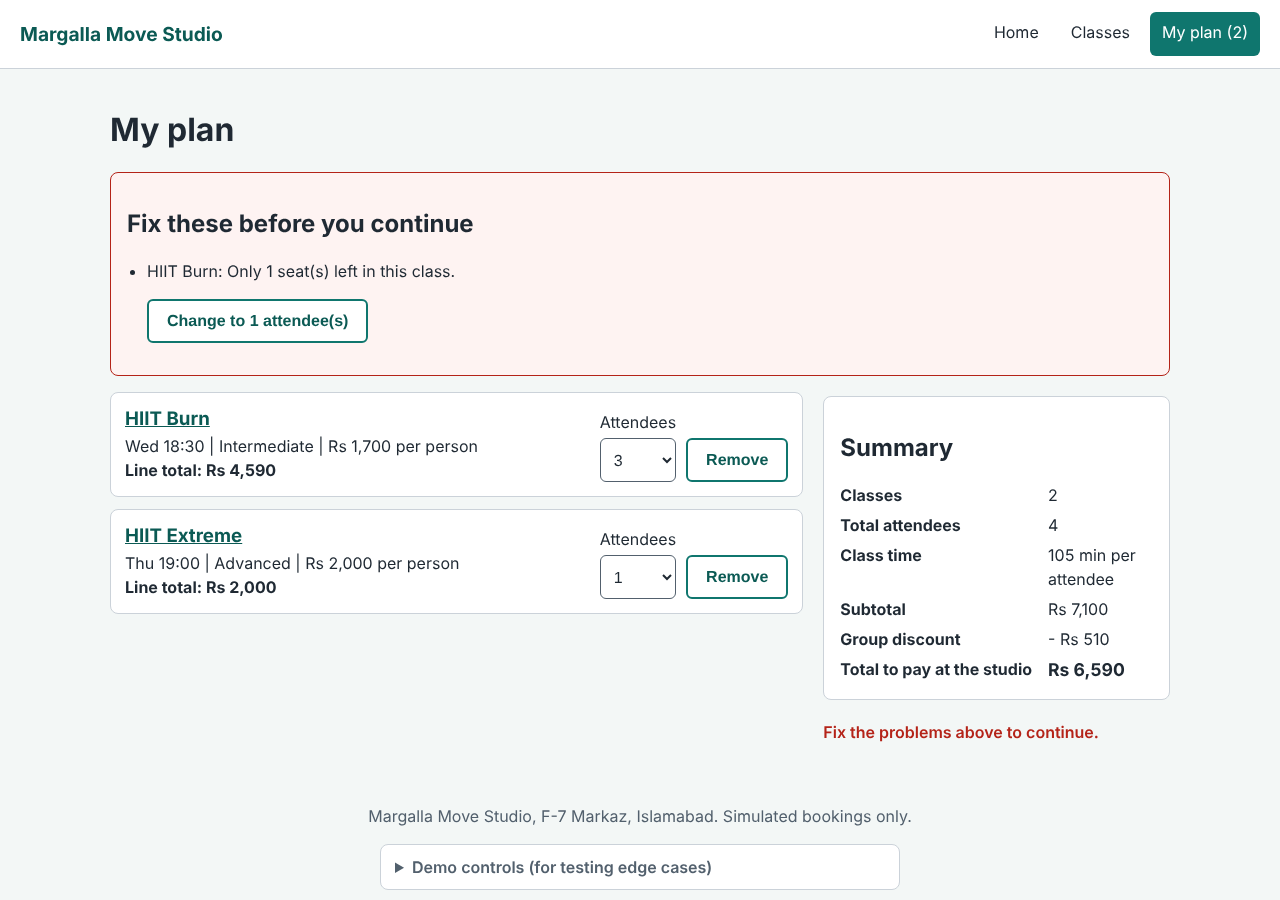 Margalla Move Studio
Home
Classes
My plan (2)
My plan
Fix these before you continue
HIIT Burn: Only 1 seat(s) left in this class.
Change to 1 attendee(s)
HIIT Burn
Wed 18:30 | Intermediate | Rs 1,700 per person
Line total: Rs 4,590
Attendees
3
Remove
HIIT Extreme
Thu 19:00 | Advanced | Rs 2,000 per person
Line total: Rs 2,000
Attendees
1
Remove
Summary
Classes 2
Total attendees 4
Class time 105 min per
attendee
Subtotal Rs 7,100
Group discount - Rs 510
Total to pay at the studio Rs 6,590
Fix the problems above to continue.
Margalla Move Studio, F-7 Markaz, Islamabad. Simulated bookings only.
Demo controls (for testing edge cases)